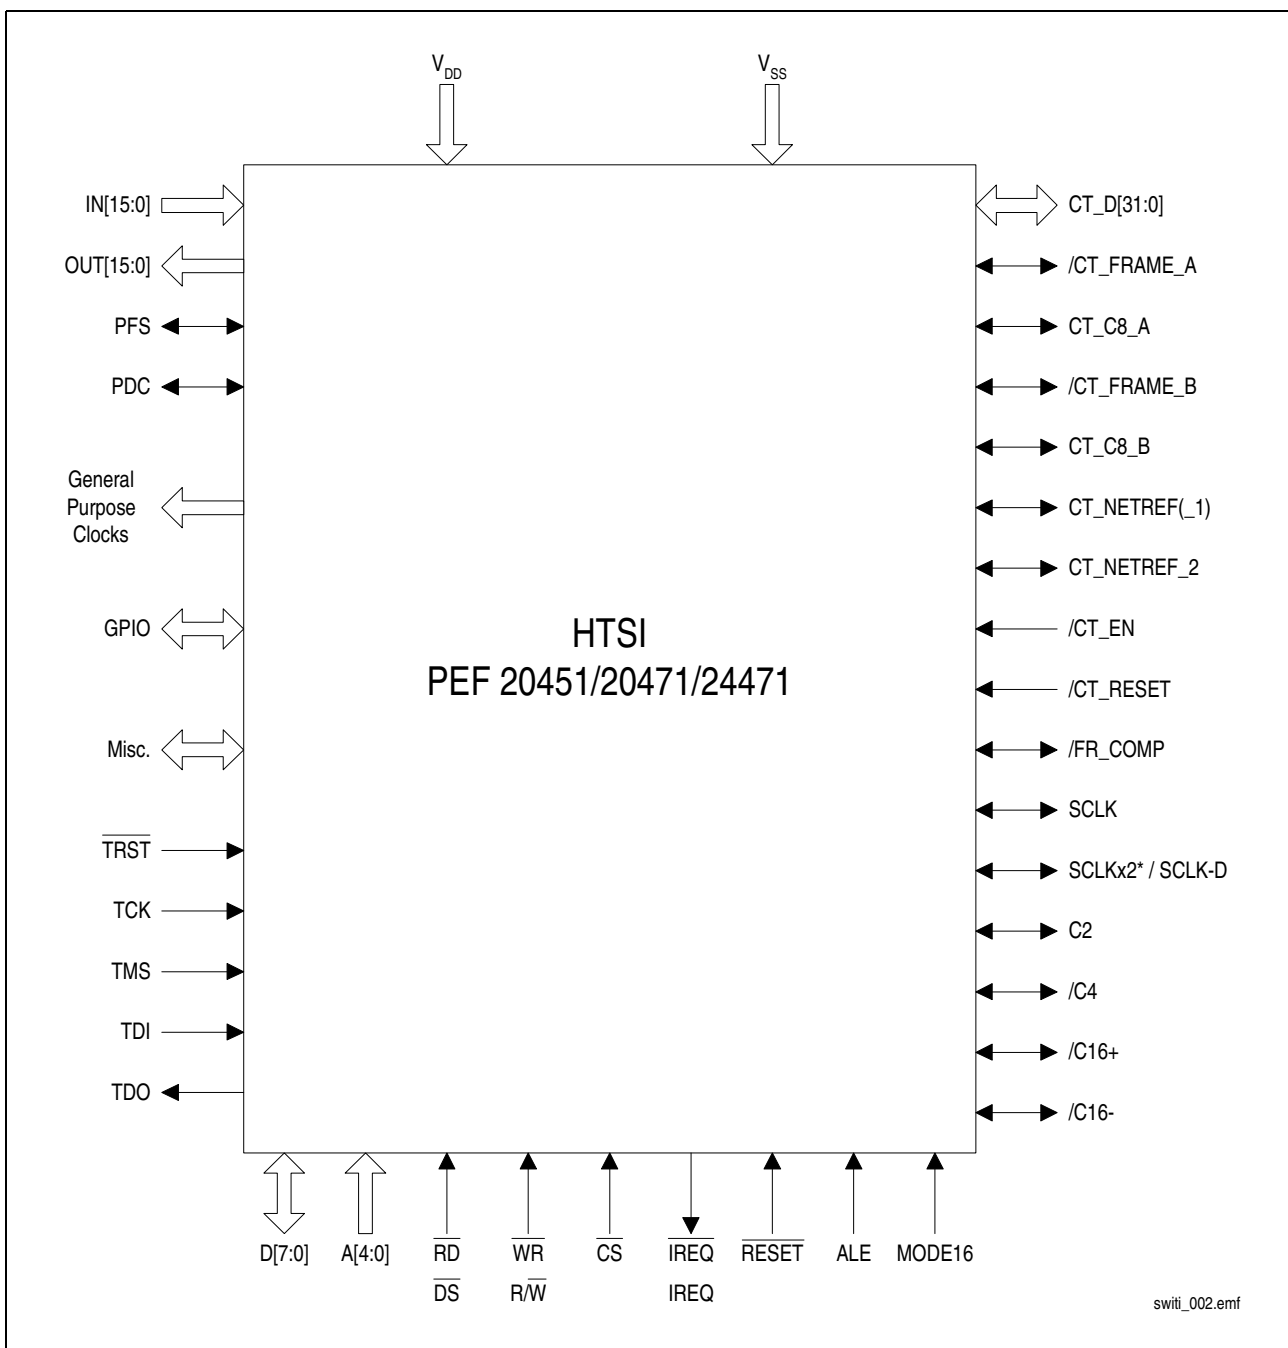 VDD
VSS
IN[15:0]
CT_D[31:0]
OUT[15:0]
/CT_FRAME_A
PFS
CT_C8_A
PDC
/CT_FRAME_B
CT_C8_B
General
Purpose
Clocks
CT_NETREF(_1)
CT_NETREF_2
GPIO
/CT_EN
HTSI
PEF 20451/20471/24471
/CT_RESET
Misc.
/FR_COMP
SCLK
TRST
SCLKx2* / SCLK-D
TCK
C2
TMS
/C4
TDI
/C16+
TDO
/C16-
D[7:0] A[4:0] RD WR CS IREQ RESET ALE MODE16
DS R/W IREQ
switi_002.emf